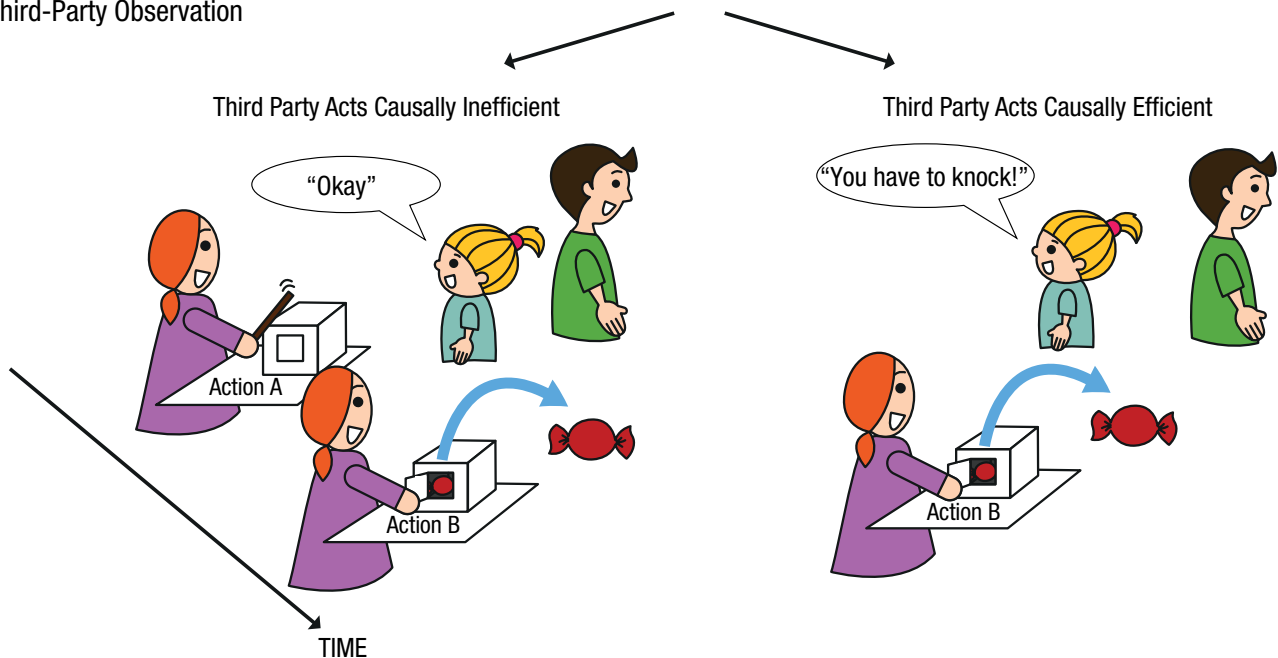 hird-Party Observation
Third Party Acts Causally Inefficient
Third Party Acts Causally Efficient
“Okay”
“You have to knock!”
Action A
Action B
Action B
TIME